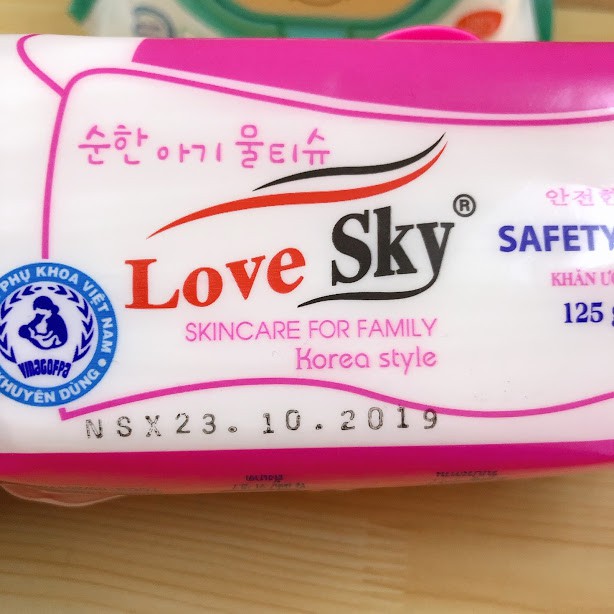 순한 아기 물티슈
Love Sky®
SKINCARE FOR FAMILY
Korea style
안전한
SAFETY
KHĂN ƯỚ
125 g
PHỤ KHOA VIỆT NAM
VINAGOFPA
KHUYÊN DÙNG
NSX23.10.2019